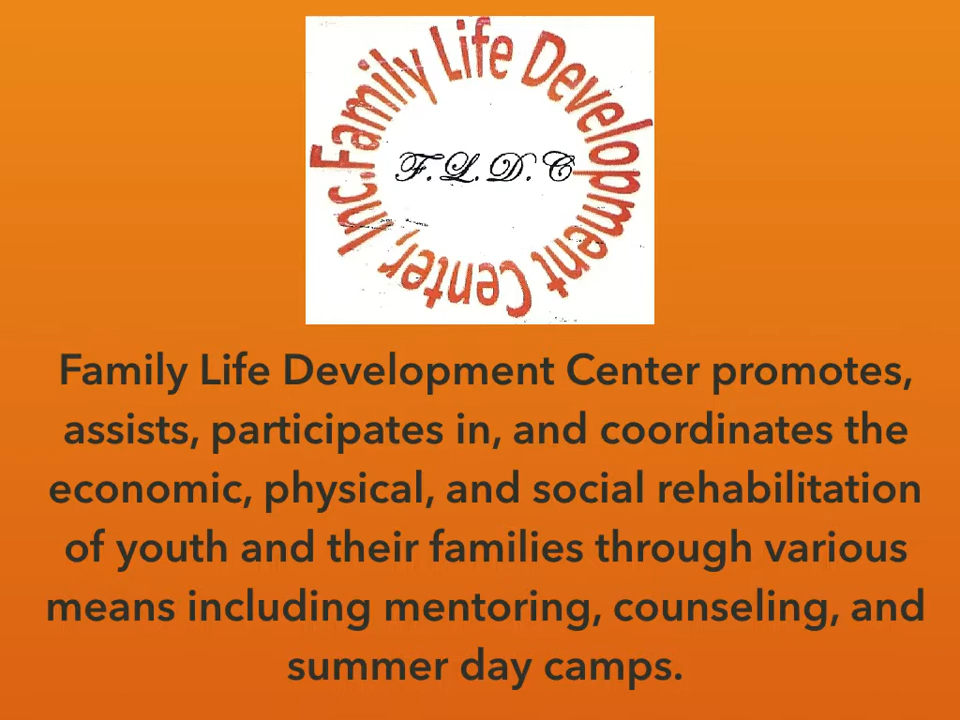 Family Life Development Center, Inc.
F.L.D.C
Family Life Development Center promotes,
assists, participates in, and coordinates the
economic, physical, and social rehabilitation
of youth and their families through various
means including mentoring, counseling, and
summer day camps.